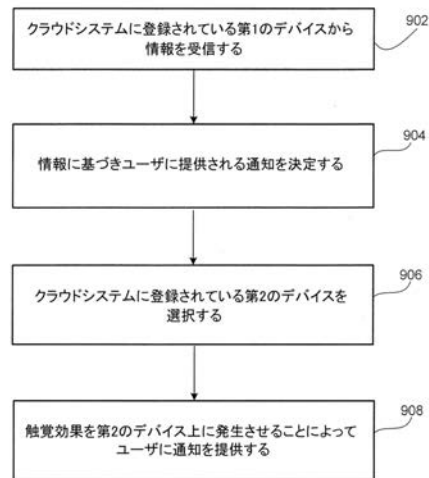 クラウドシステムに登録されている第1のデバイスから
情報を受信する
902
情報に基づきユーザに提供される通知を決定する
904
クラウドシステムに登録されている第2のデバイスを
選択する
906
触覚効果を第2のデバイス上に発生させることによって
ユーザに通知を提供する
908